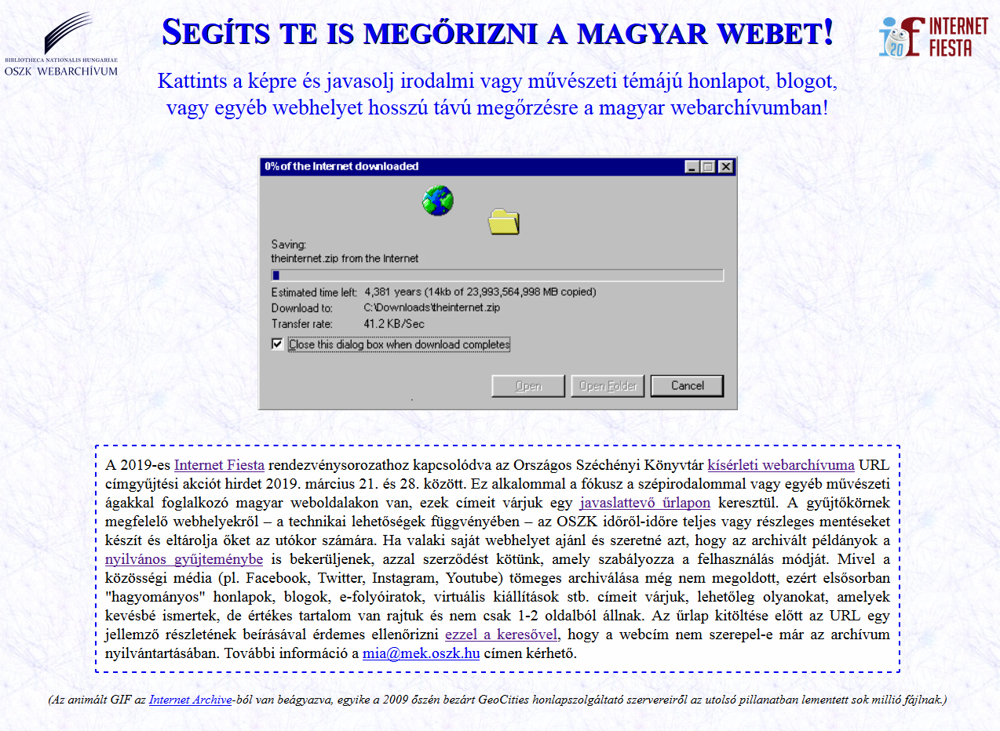 BIBLIOTHECA NATIONALIS HUNGARIAE
OSZK WEBARCHÍVUM
SEGÍTS TE IS MEGŐRIZNI A MAGYAR WEBET!
iF 20 INTERNET
FIESTA
Kattints a képre és javasolj irodalmi vagy művészeti témájú honlapot, blogot,
vagy egyéb webhelyet hosszú távú megőrzésre a magyar webarchívumban!
0% of the Internet downloaded
Saving:
theinternet.zip from the Internet
Estimated time left: 4,381 years (14kb of 23,993,564,998 MB copied)
Download to: C:\Downloads\theinternet.zip
Transfer rate: 41.2 KB/Sec
Close this dialog box when download completes
Open Open Folder Cancel
A 2019-es Internet Fiesta rendezvénysorozathoz kapcsolódva az Országos Széchényi Könyvtár kísérleti webarchívuma URL
címgyűjtési akciót hirdet 2019. március 21. és 28. között. Ez alkalommal a fókusz a szépirodalommal vagy egyéb művészeti
ágakkal foglalkozó magyar weboldalakon van, ezek címeit várjuk egy javaslattevő űrlapon keresztül. A gyűjtőkörnek
megfelelő webhelyekről – a technikai lehetőségek függvényében – az OSZK időről-időre teljes vagy részleges mentéseket
készít és eltárolja őket az utókor számára. Ha valaki saját webhelyet ajánl és szeretné azt, hogy az archivált példányok a
nyilvános gyűjteménybe is bekerüljenek, azzal szerződést kötünk, amely szabályozza a felhasználás módját. Mivel a
közösségi média (pl. Facebook, Twitter, Instagram, Youtube) tömeges archiválása még nem megoldott, ezért elsősorban
"hagyományos" honlapok, blogok, e-folyóiratok, virtuális kiállítások stb. címeit várjuk, lehetőleg olyanokat, amelyek
kevésbé ismertek, de értékes tartalom van rajtuk és nem csak 1-2 oldalból állnak. Az űrlap kitöltése előtt az URL egy
jellemző részletének beírásával érdemes ellenőrizni ezzel a keresővel, hogy a webcím nem szerepel-e már az archívum
nyilvántartásában. További információ a mia@mek.oszk.hu címen kérhető.
(Az animált GIF az Internet Archive-ból van beágyazva, egyike a 2009 őszén bezárt GeoCities honlapszolgáltató szervereiről az utolsó pillanatban lementett sok millió fájlnak.)